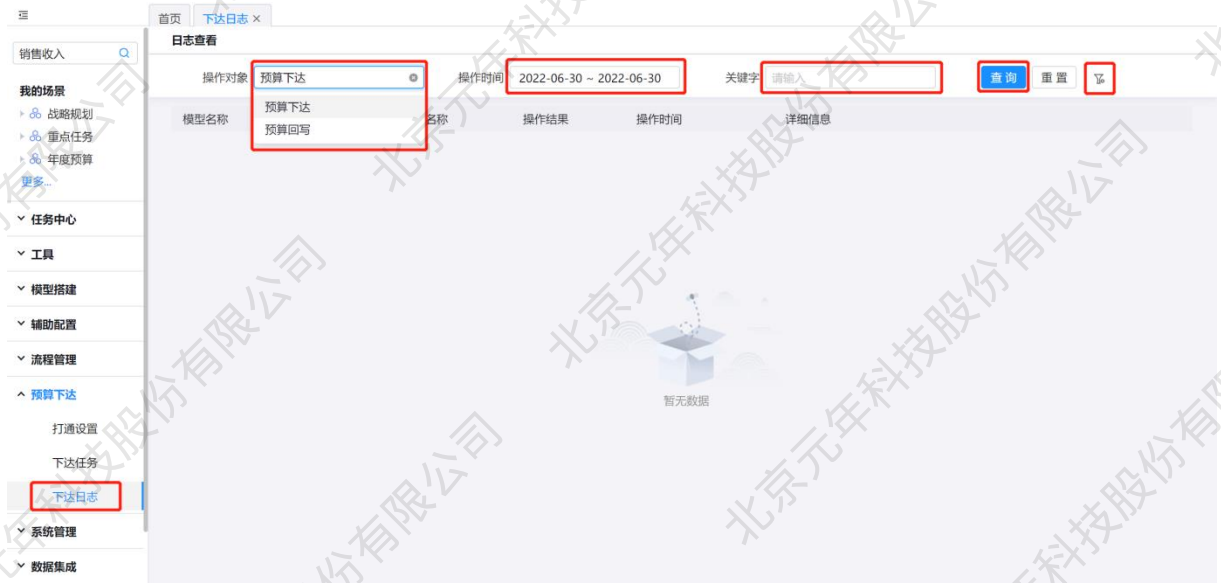 首页 下达日志 ×
日志查看
销售收入
操作对象 预算下达 操作时间 2022-06-30 ~ 2022-06-30 关键字 请输入 查询 重置
预算下达
预算回写
模型名称 名称 操作结果 操作时间 详细信息
我的场景
战略规划
重点任务
年度预算
更多...
任务中心
工具
模型搭建
辅助配置
流程管理
预算下达
打通设置
下达任务
下达日志
系统管理
数据集成
暂无数据
北京元年科技股份有限公司